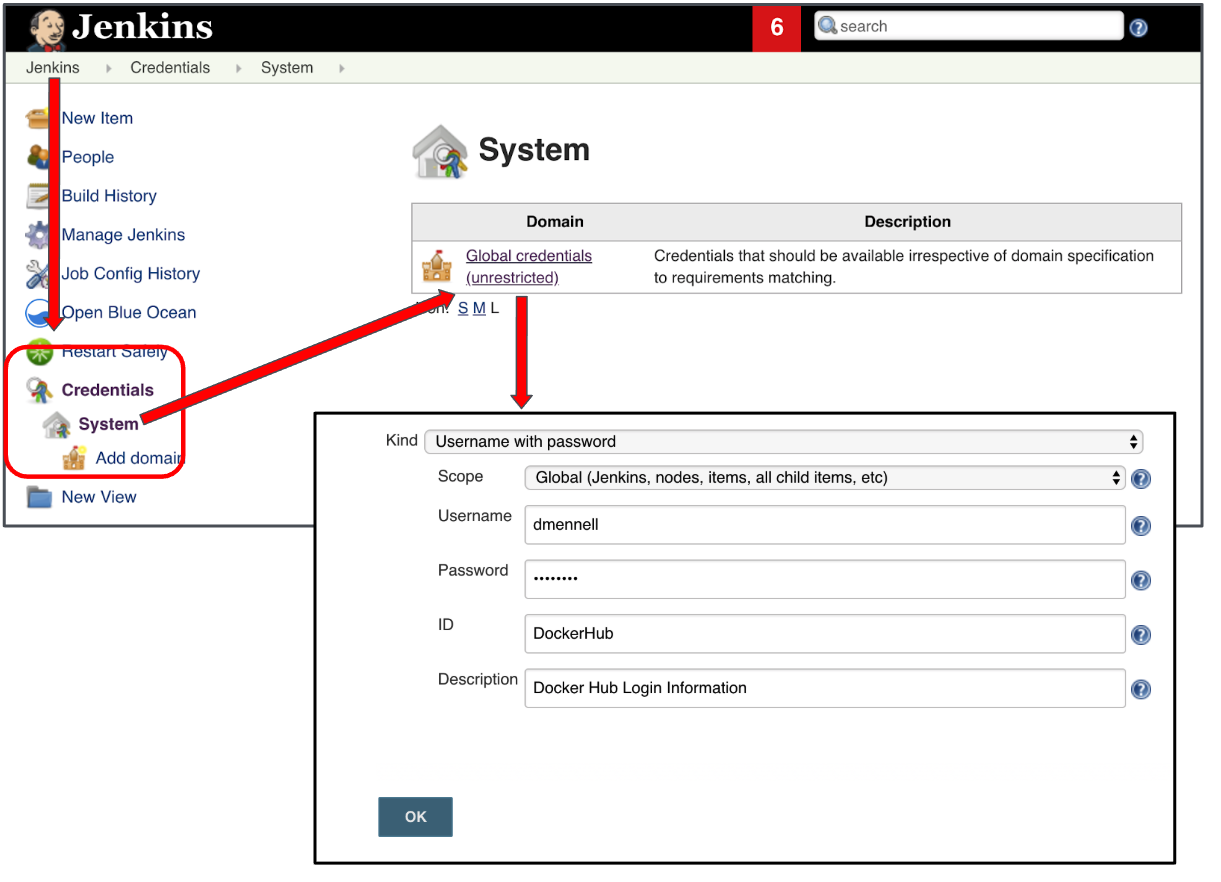 Jenkins
6
search
Jenkins
Credentials
System
New Item
People
Build History
Manage Jenkins
Job Config History
Open Blue Ocean
Restart Safely
Credentials
System
Add domain
New View
System
Domain
Description
Global credentials
(unrestricted)
Credentials that should be available irrespective of domain specification
to requirements matching.
S M L
Kind
Username with password
Scope
Global (Jenkins, nodes, items, all child items, etc)
Username
dmennell
Password
••••••••
ID
DockerHub
Description
Docker Hub Login Information
OK